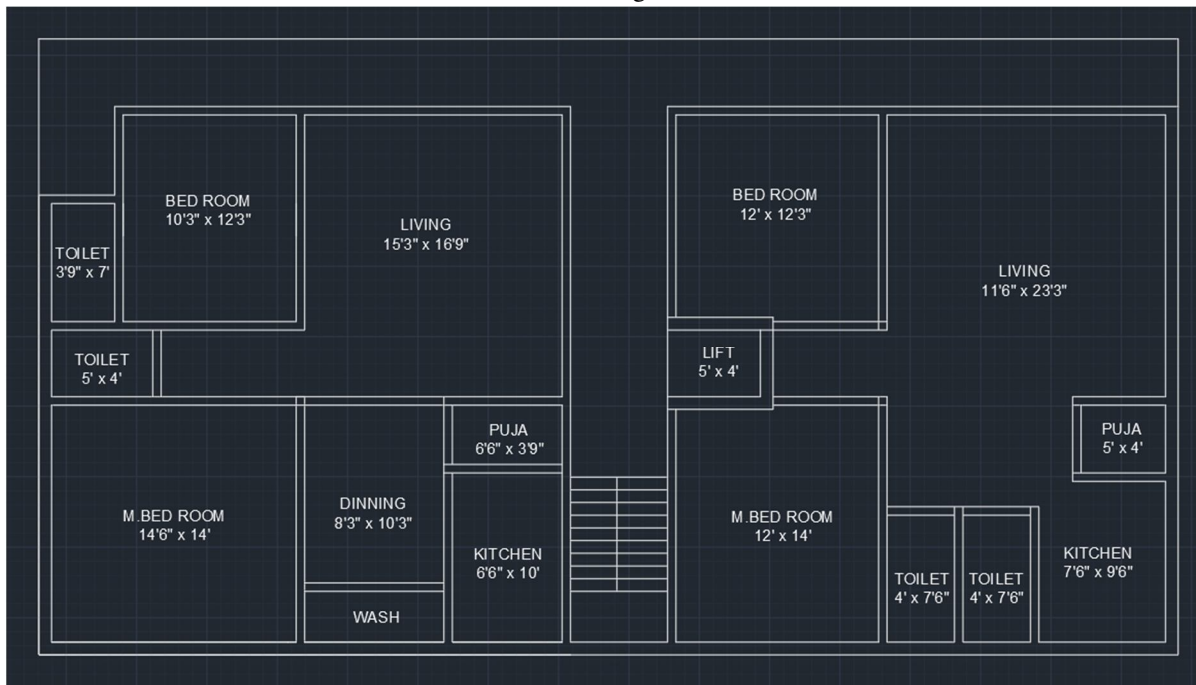 BED ROOM
10'3" x 12'3"
LIVING
15'3" x 16'9"
TOILET
3'9" x 7'
TOILET
5' x 4'
M.BED ROOM
14'6" x 14'
DINNING
8'3" x 10'3"
WASH
PUJA
6'6" x 3'9"
KITCHEN
6'6" x 10'
BED ROOM
12' x 12'3"
LIVING
11'6" x 23'3"
LIFT
5' x 4'
M.BED ROOM
12' x 14'
TOILET
4' x 7'6"
TOILET
4' x 7'6"
PUJA
5' x 4'
KITCHEN
7'6" x 9'6"